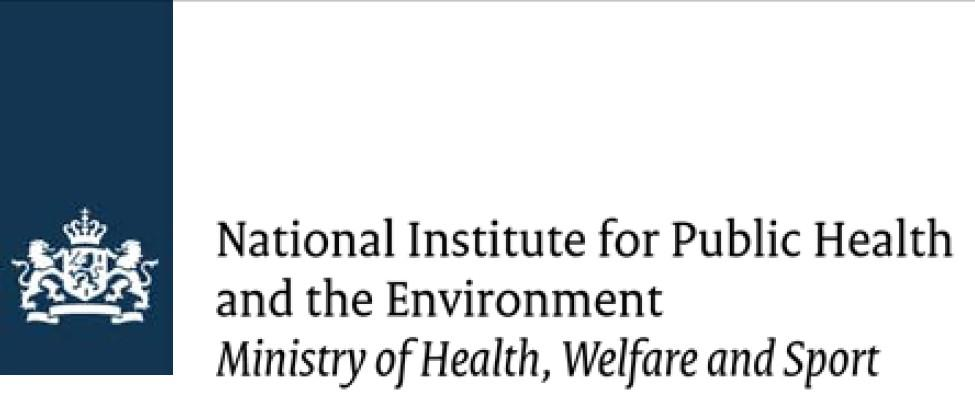 National Institute for Public Health
and the Environment
Ministry of Health, Welfare and Sport